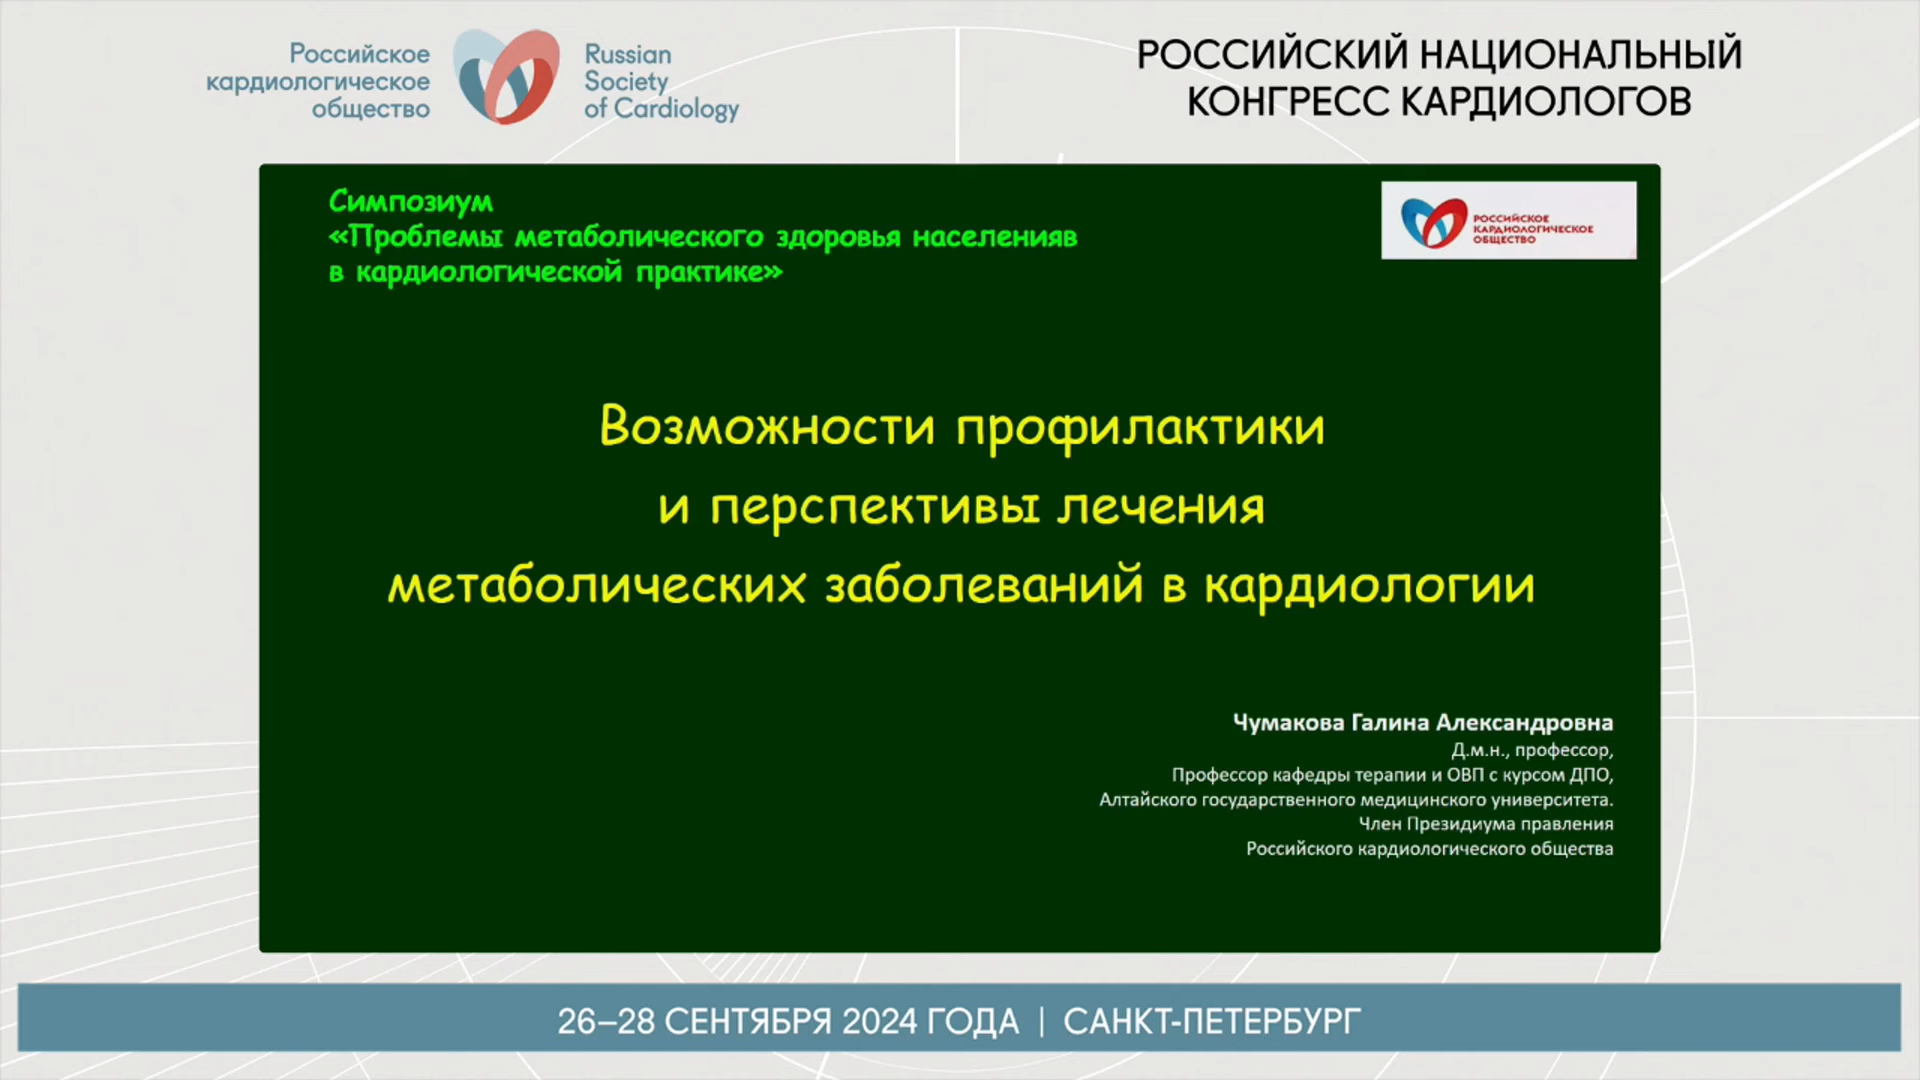 Российское
кардиологическое
общество
Russian
Society
of Cardiology
РОССИЙСКИЙ НАЦИОНАЛЬНЫЙ
КОНГРЕСС КАРДИОЛОГОВ
Симпозиум
«Проблемы метаболического здоровья населенияв
в кардиологической практике»
РОССИЙСКОЕ
КАРДИОЛОГИЧЕСКОЕ
ОБЩЕСТВО
Возможности профилактики
и перспективы лечения
метаболических заболеваний в кардиологии
Чумакова Галина Александровна
Д.м.н., профессор,
Профессор кафедры терапии и ОВП с курсом ДПО,
Алтайского государственного медицинского университета.
Член Президиума правления
Российского кардиологического общества
26–28 СЕНТЯБРЯ 2024 ГОДА | САНКТ-ПЕТЕРБУРГ